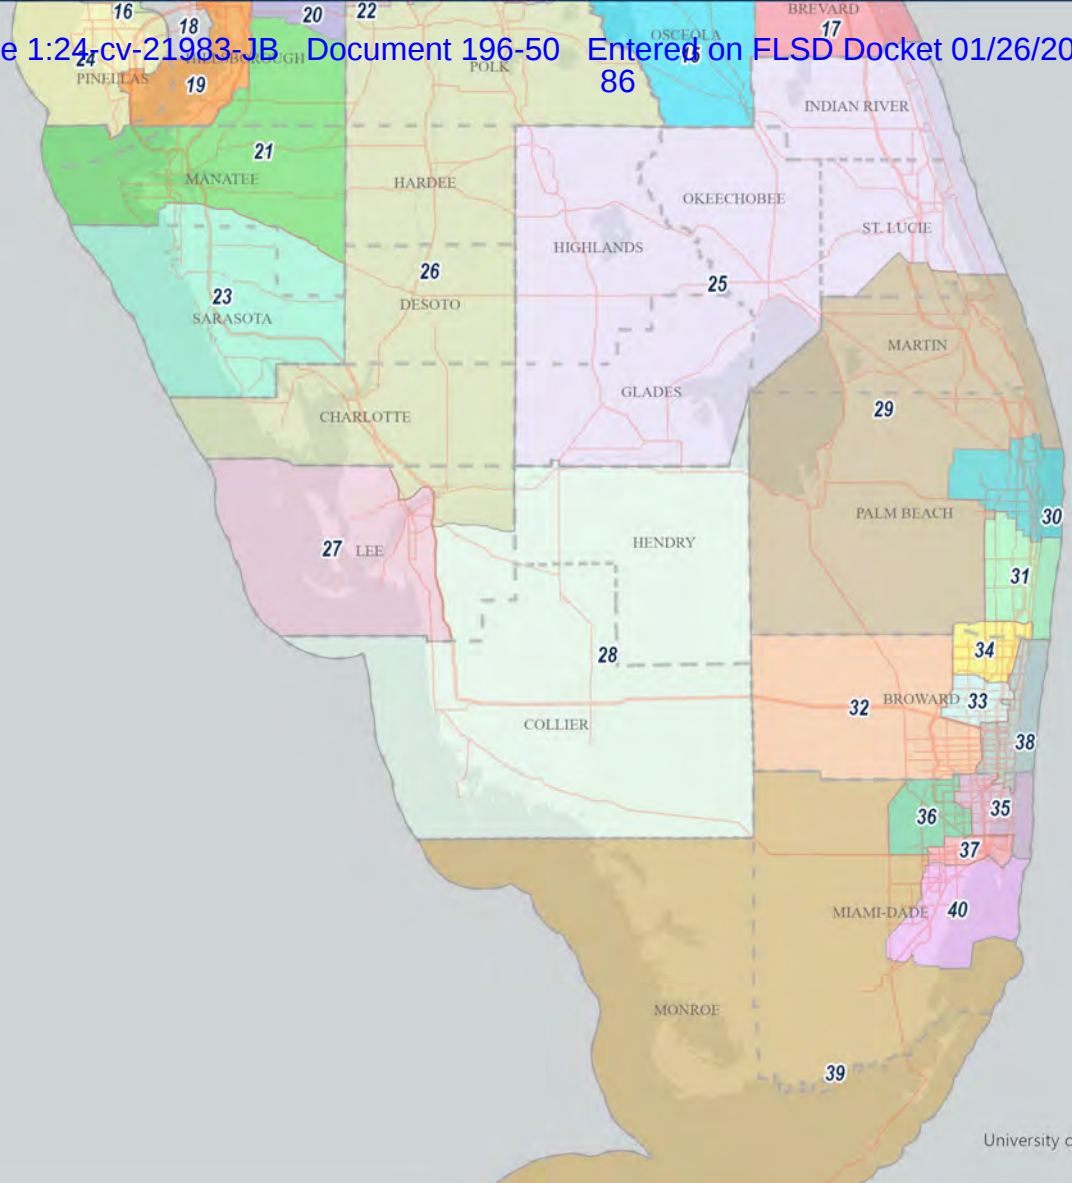 16
18
20
22
BREVARD
17
OSCEOLA
e 1:24-cv-21983-JB Document 196-50 Entered on FLSD Docket 01/26/20
86
24
HILLSBOROUGH
15
POLK
PINELLAS
19
INDIAN RIVER
21
MANATEE
HARDEE
OKEECHOBEE
ST. LUCIE
HIGHLANDS
26
25
23
DESOTO
SARASOTA
MARTIN
GLADES
29
CHARLOTTE
PALM BEACH
30
HENDRY
27 LEE
31
28
34
BROWARD
33
32
COLLIER
38
35
36
37
MIAMI-DADE
40
MONROE
39
University o